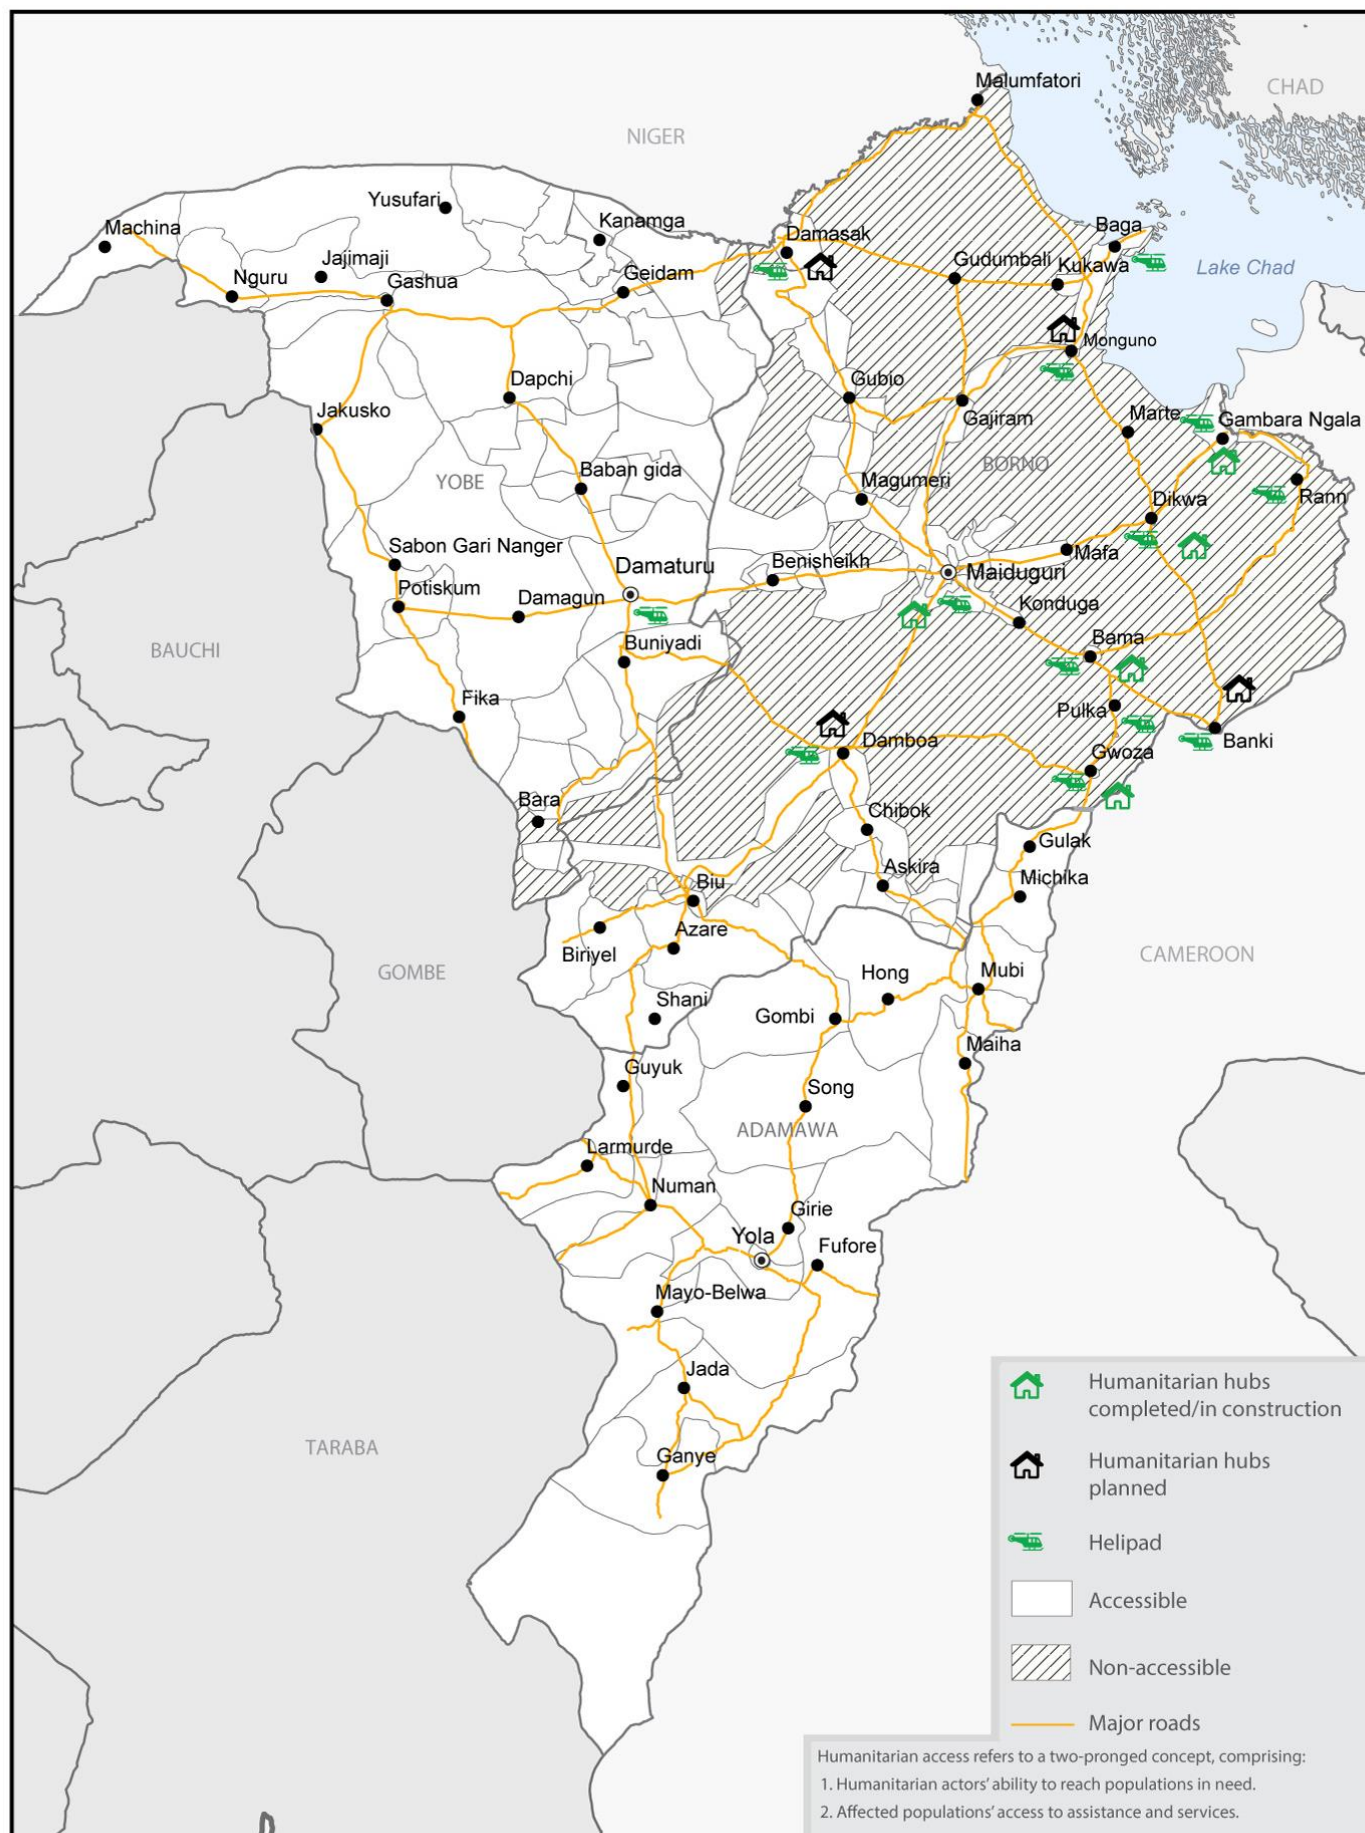 Malumfatori
CHAD
NIGER
Yusufari
Kanamga
Machina
Damasak
Baga
Jajimaji
Nguru
Gashua
Geidam
Gudumbali
Kukawa
Lake Chad
Monguno
Dapchi
Gubio
Gajiram
Marte
Gambara Ngala
Jakusko
BORNO
YOBE
Baban gida
Magumeri
Dikwa
Rann
Sabon Gari Nanger
Mafa
Damaturu
Benisheikh
Maiduguri
Potiskum
Damagun
Konduga
BAUCHI
Buniyadi
Bama
Fika
Pulka
Damboa
Banki
Gwoza
Bara
Chibok
Gulak
Askira
Michika
Biu
Azare
Biriyel
CAMEROON
GOMBE
Hong
Mubi
Shani
Gombi
Maiha
Guyuk
Song
ADAMAWA
Larmurde
Numan
Girie
Yola
Fufore
Mayo-Belwa
Jada
TARABA
Ganye
Humanitarian hubs
completed/in construction
Humanitarian hubs
planned
Helipad
Accessible
Non-accessible
Major roads
Humanitarian access refers to a two-pronged concept, comprising:
1. Humanitarian actors' ability to reach populations in need.
2. Affected populations' access to assistance and services.